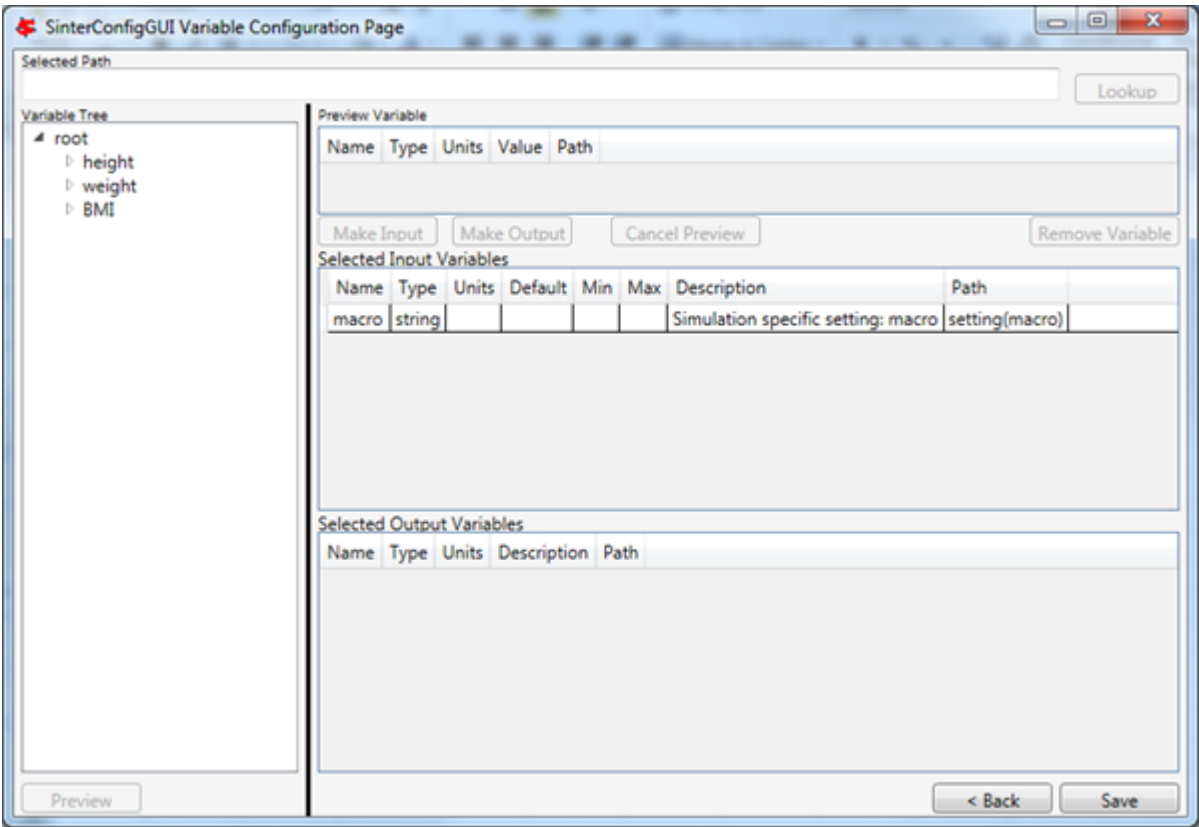 SinterConfigGUI Variable Configuration Page
Selected Path
Lookup
Variable Tree
root
height
weight
BMI
Preview
Preview Variable
Name Type Units Value Path
Make Input Make Output Cancel Preview Remove Variable
Selected Input Variables
Name Type Units Default Min Max Description Path
macro string Simulation specific setting: macro setting(macro)
Selected Output Variables
Name Type Units Description Path
< Back Save